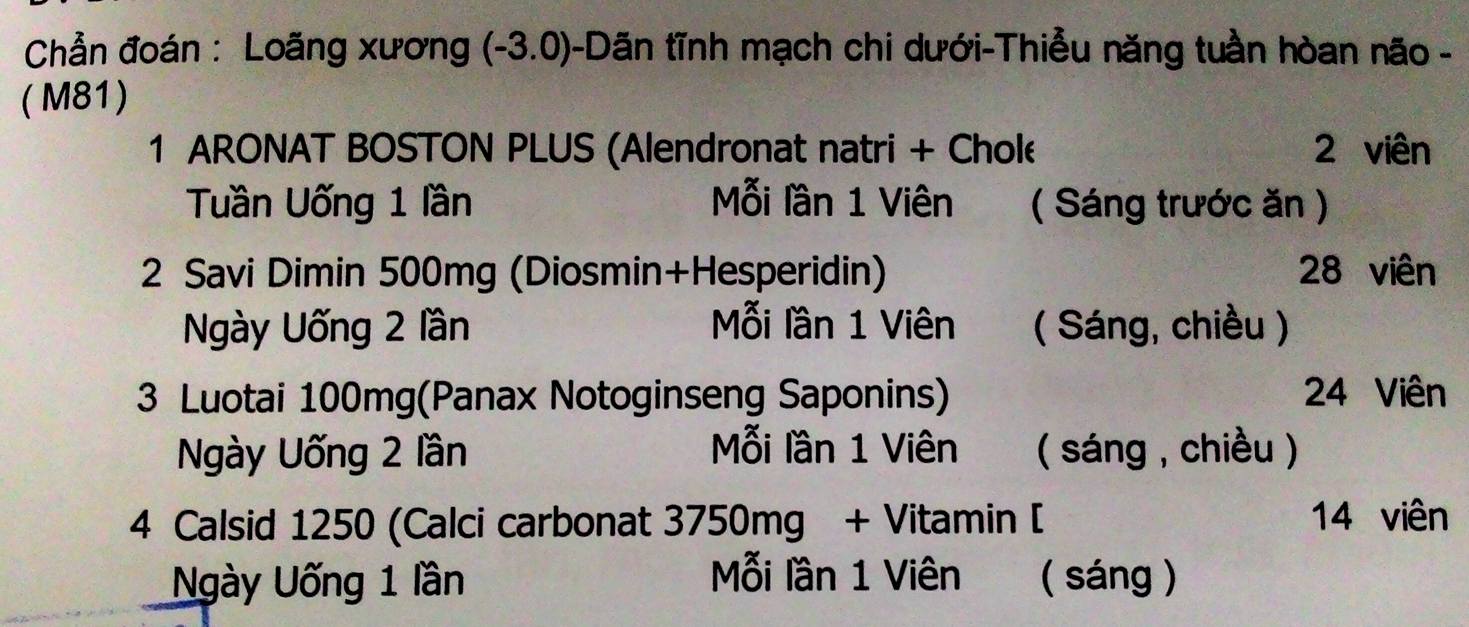 Chẩn đoán : Loãng xương (-3.0)-Dãn tĩnh mạch chi dưới-Thiểu năng tuần hòan não -
( M81)
1 ARONAT BOSTON PLUS (Alendronat natri + Chole 2 viên
Tuần Uống 1 lần Mỗi lần 1 Viên ( Sáng trước ăn )
2 Savi Dimin 500mg (Diosmin+Hesperidin) 28 viên
Ngày Uống 2 lần Mỗi lần 1 Viên ( Sáng, chiều )
3 Luotai 100mg(Panax Notoginseng Saponins) 24 Viên
Ngày Uống 2 lần Mỗi lần 1 Viên ( sáng , chiều )
4 Calsid 1250 (Calci carbonat 3750mg + Vitamin D 14 viên
Ngày Uống 1 lần Mỗi lần 1 Viên ( sáng )